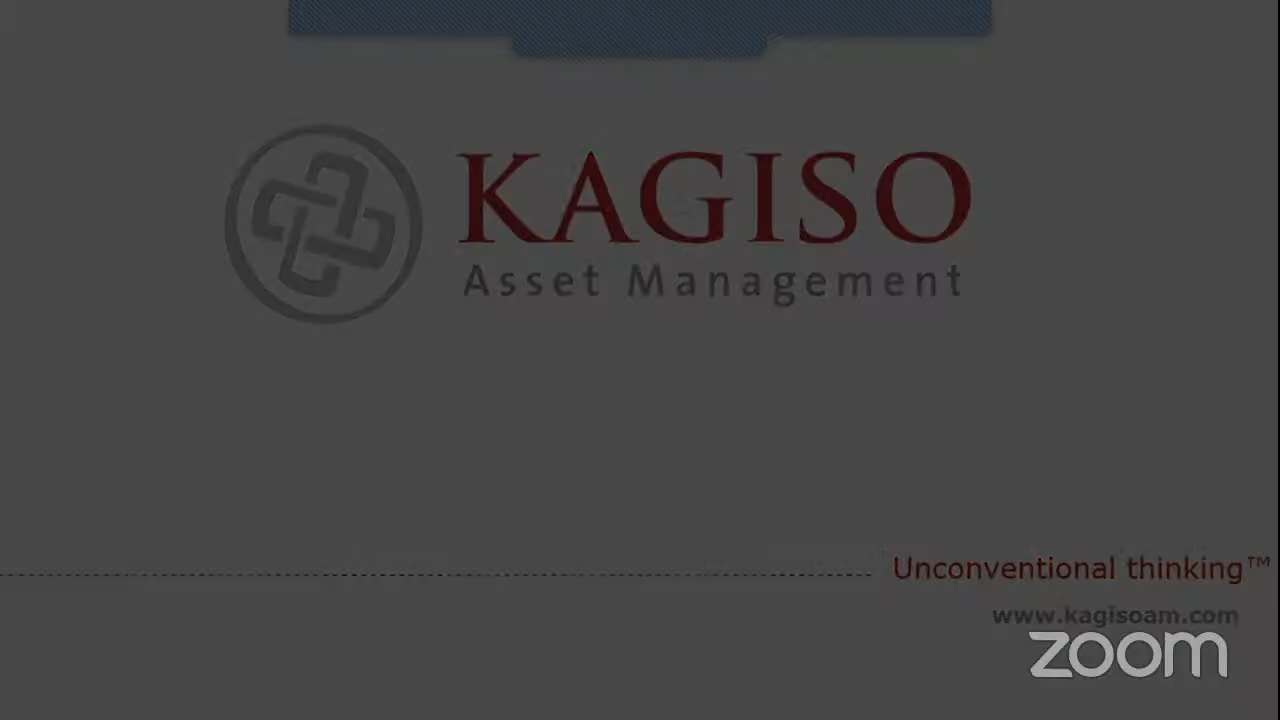 KAGISO
Asset Management
Unconventional thinking™
www.kagisoam.com
zoom